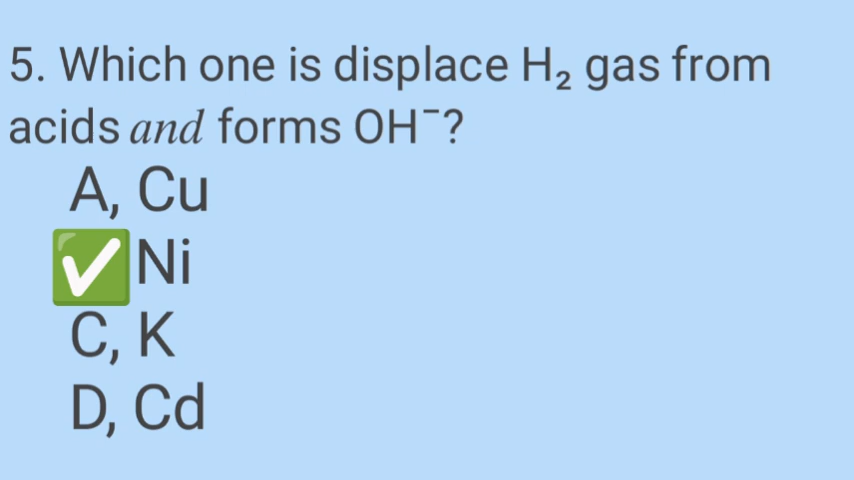 5. Which one is displace H₂ gas from
acids and forms OH⁻?
A, Cu
✅ Ni
C, K
D, Cd